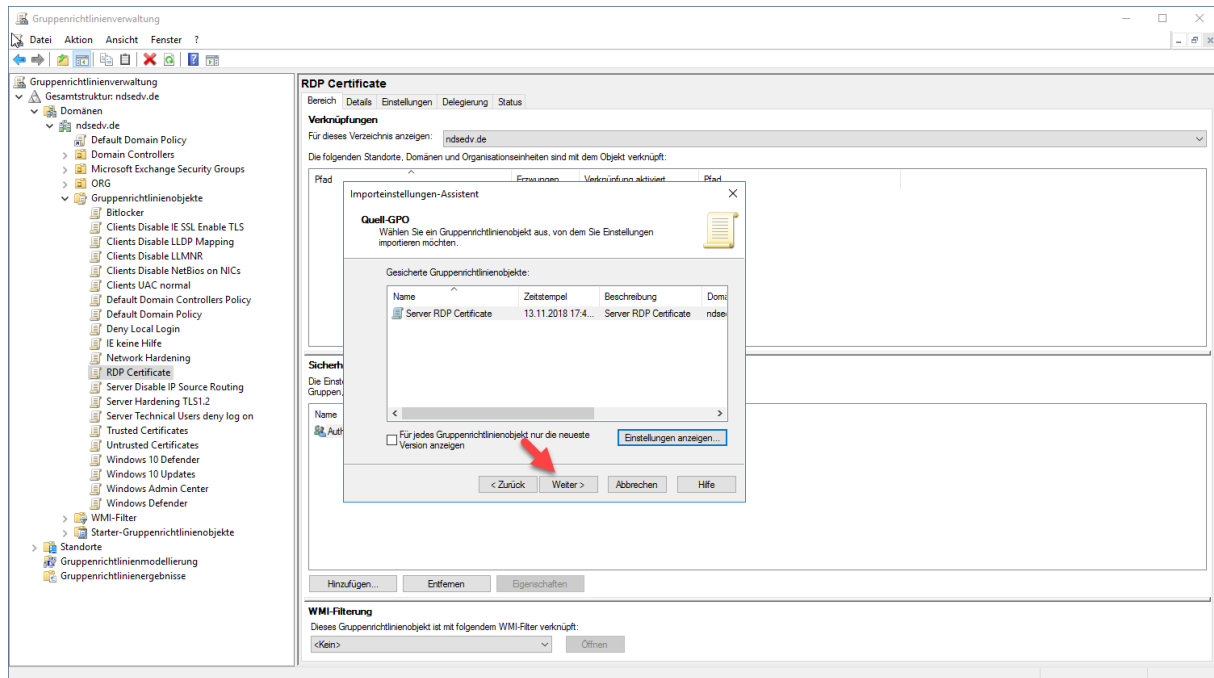 Gruppenrichtlinienverwaltung
Datei Aktion Ansicht Fenster ?
Gruppenrichtlinienverwaltung
Gesamtstruktur: ndsedv.de
Domänen
ndsedv.de
Default Domain Policy
Domain Controllers
Microsoft Exchange Security Groups
ORG
Gruppenrichtlinienobjekte
Bitlocker
Clients Disable IE SSL Enable TLS
Clients Disable LLDP Mapping
Clients Disable LLMNR
Clients Disable NetBios on NICs
Clients UAC normal
Default Domain Controllers Policy
Default Domain Policy
Deny Local Login
IE keine Hilfe
Network Hardening
RDP Certificate
Server Disable IP Source Routing
Server Hardening TLS1.2
Server Technical Users deny log on
Trusted Certificates
Untrusted Certificates
Windows 10 Defender
Windows 10 Updates
Windows Admin Center
Windows Defender
WMI-Filter
Starter-Gruppenrichtlinienobjekte
Standorte
Gruppenrichtlinienmodellierung
Gruppenrichtlinienergebnisse
RDP Certificate
Bereich Details Einstellungen Delegierung Status
Verknüpfungen
Für dieses Verzeichnis anzeigen: ndsedv.de
Die folgenden Standorte, Domänen und Organisationseinheiten sind mit dem Objekt verknüpft:
Pfad Erzwungen Verknüpfung aktiviert Pfad
Importeinstellungen-Assistent
Quell-GPO
Wählen Sie ein Gruppenrichtlinienobjekt aus, von dem Sie Einstellungen
importieren möchten.
Gesicherte Gruppenrichtlinienobjekte:
Name Zeitstempel Beschreibung Domä
Server RDP Certificate 13.11.2018 17:4... Server RDP Certificate ndsed
Für jedes Gruppenrichtlinienobjekt nur die neueste
Version anzeigen
Einstellungen anzeigen...
< Zurück Weiter > Abbrechen Hilfe
Sicherh
Die Einst
Gruppen,
Name
Auth
Hinzufügen... Entfernen Eigenschaften
WMI-Filterung
Dieses Gruppenrichtlinienobjekt ist mit folgendem WMI-Filter verknüpft:
<Kein> Öffnen